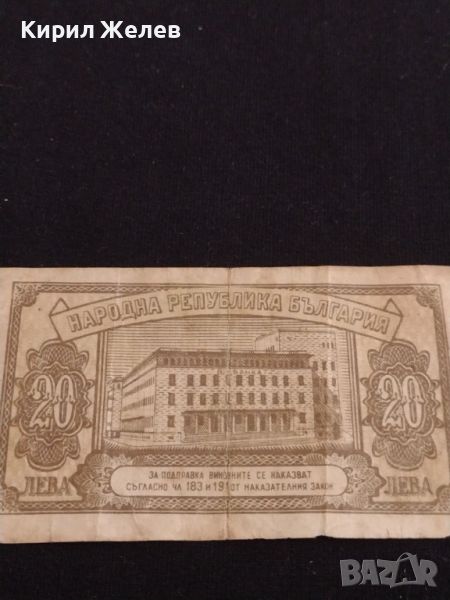 Кирил Желев
НАРОДНА РЕПУБЛИКА БЪЛГАРИЯ
20 20
ЛЕВА ЛЕВА
ЗА ПОДПРАВКА ВИНОВНИТЕ СЕ НАКАЗВАТ
СЪГЛАСНО ЧЛ 183 И 191 ОТ НАКАЗАТЕЛНИЯ ЗАКОН
BAZAR